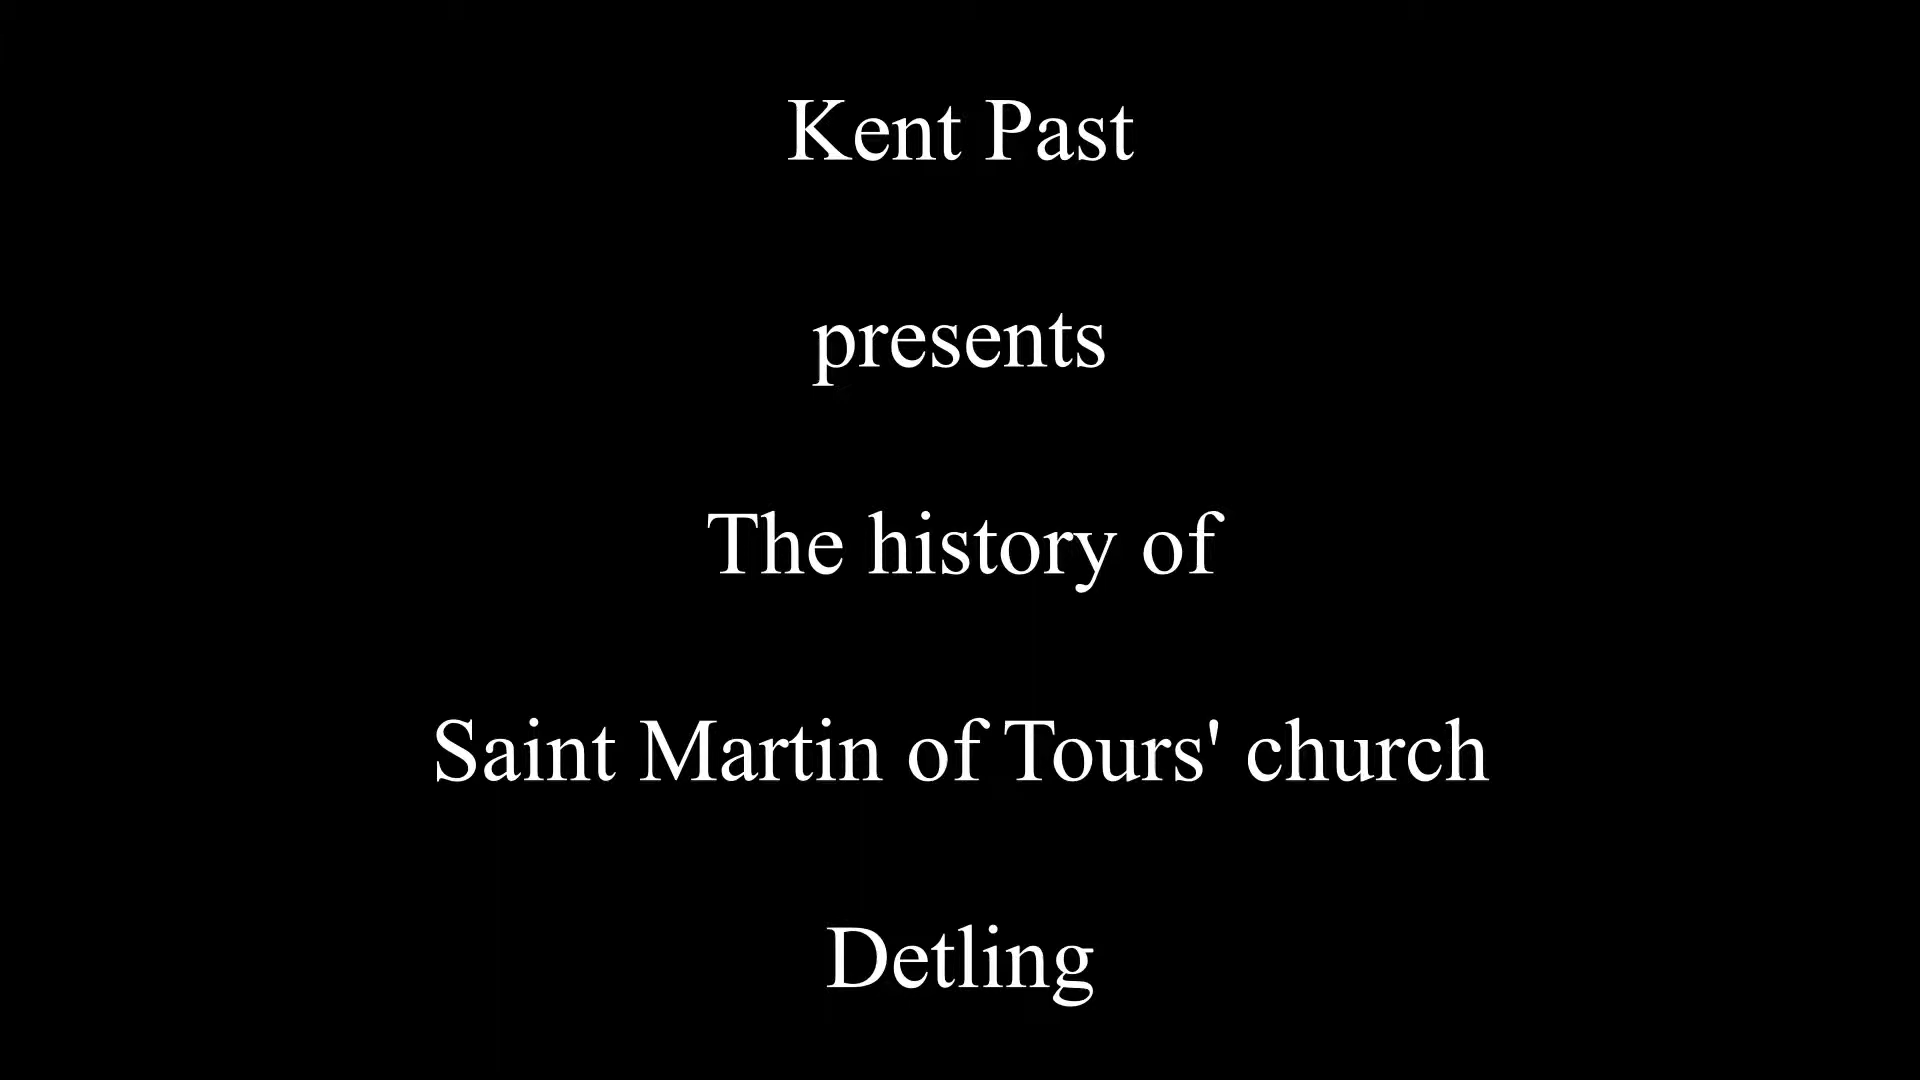 Kent Past
presents
The history of
Saint Martin of Tours' church
Detling